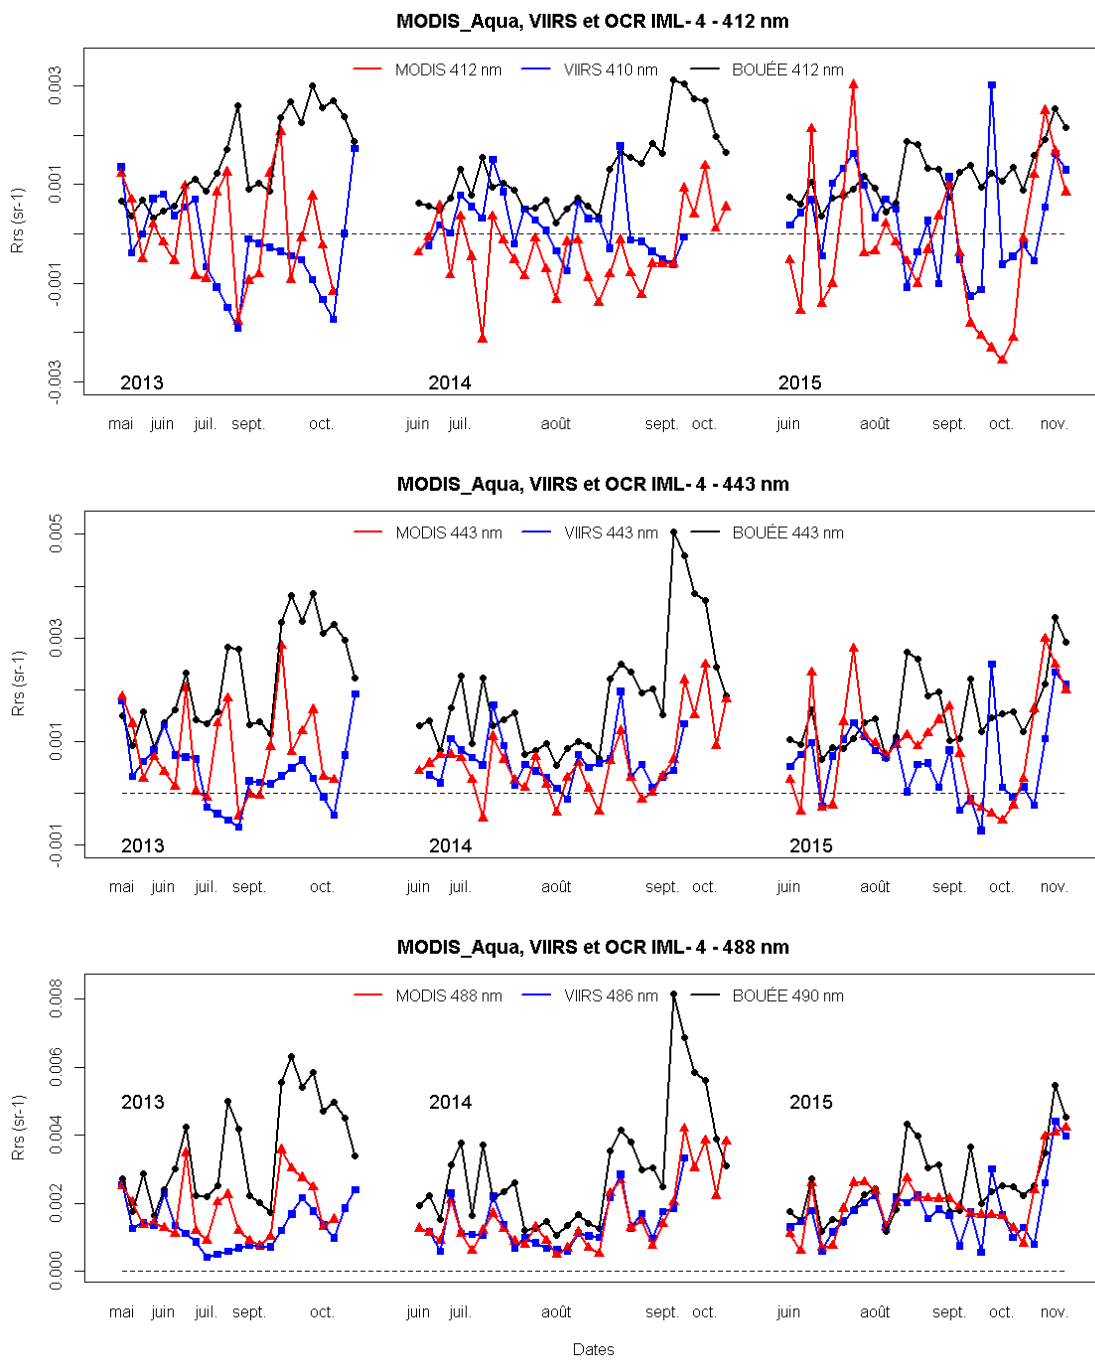 MODIS_Aqua, VIIRS et OCR IML- 4 - 412 nm
MODIS 412 nm VIIRS 410 nm BOUÉE 412 nm
Rrs (sr-1)
0.003
0.001
-0.001
-0.003
2013 2014 2015
mai juin juil. sept. oct. juin juil. août sept. oct. juin août sept. oct. nov.
MODIS_Aqua, VIIRS et OCR IML- 4 - 443 nm
MODIS 443 nm VIIRS 443 nm BOUÉE 443 nm
Rrs (sr-1)
0.005
0.003
0.001
-0.001
2013 2014 2015
mai juin juil. sept. oct. juin juil. août sept. oct. juin août sept. oct. nov.
MODIS_Aqua, VIIRS et OCR IML- 4 - 488 nm
MODIS 488 nm VIIRS 486 nm BOUÉE 490 nm
Rrs (sr-1)
0.008
0.006
0.004
0.002
0.000
2013 2014 2015
mai juin juil. sept. oct. juin juil. août sept. oct. juin août sept. oct. nov.
Dates